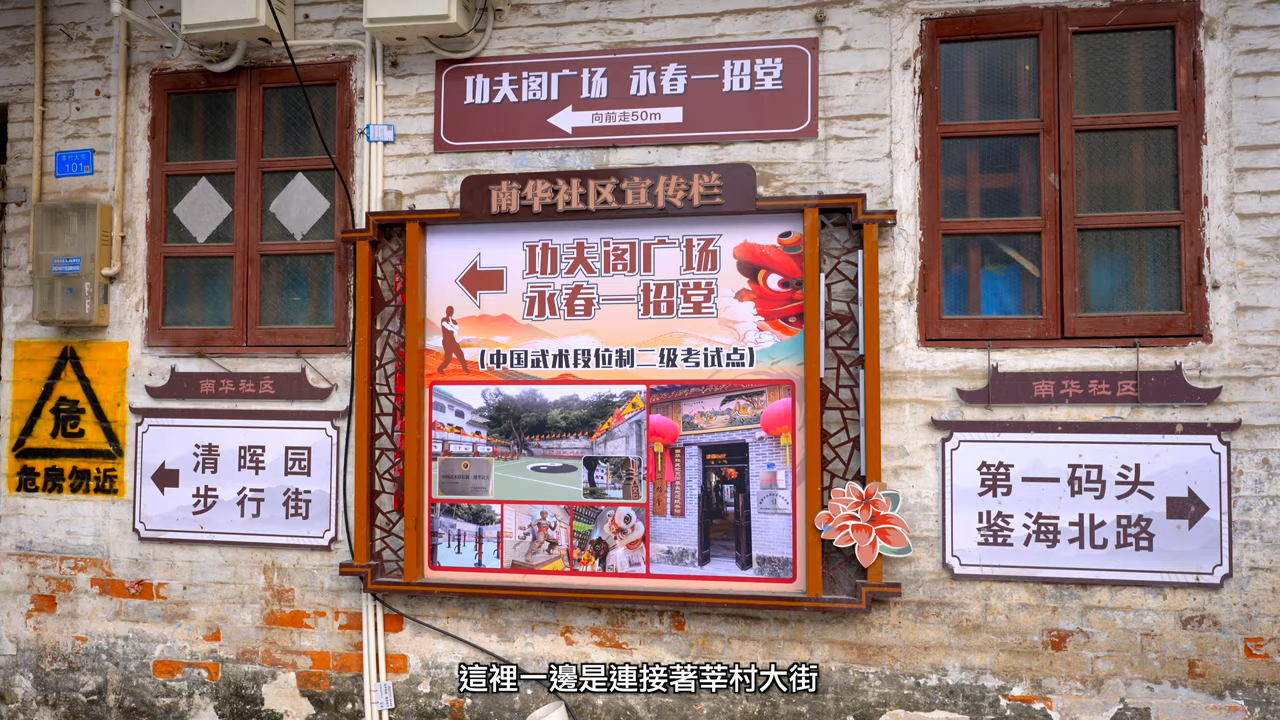 功夫阁广场 永春一招堂
向前走50m
南华社区宣传栏
功夫阁广场
永春一招堂
(中国武术段位制二级考试点)
101
危
危房勿近
南华社区
清晖园
步行街
南华社区
第一码头
鉴海北路
這裡一邊是連接著莘村大街